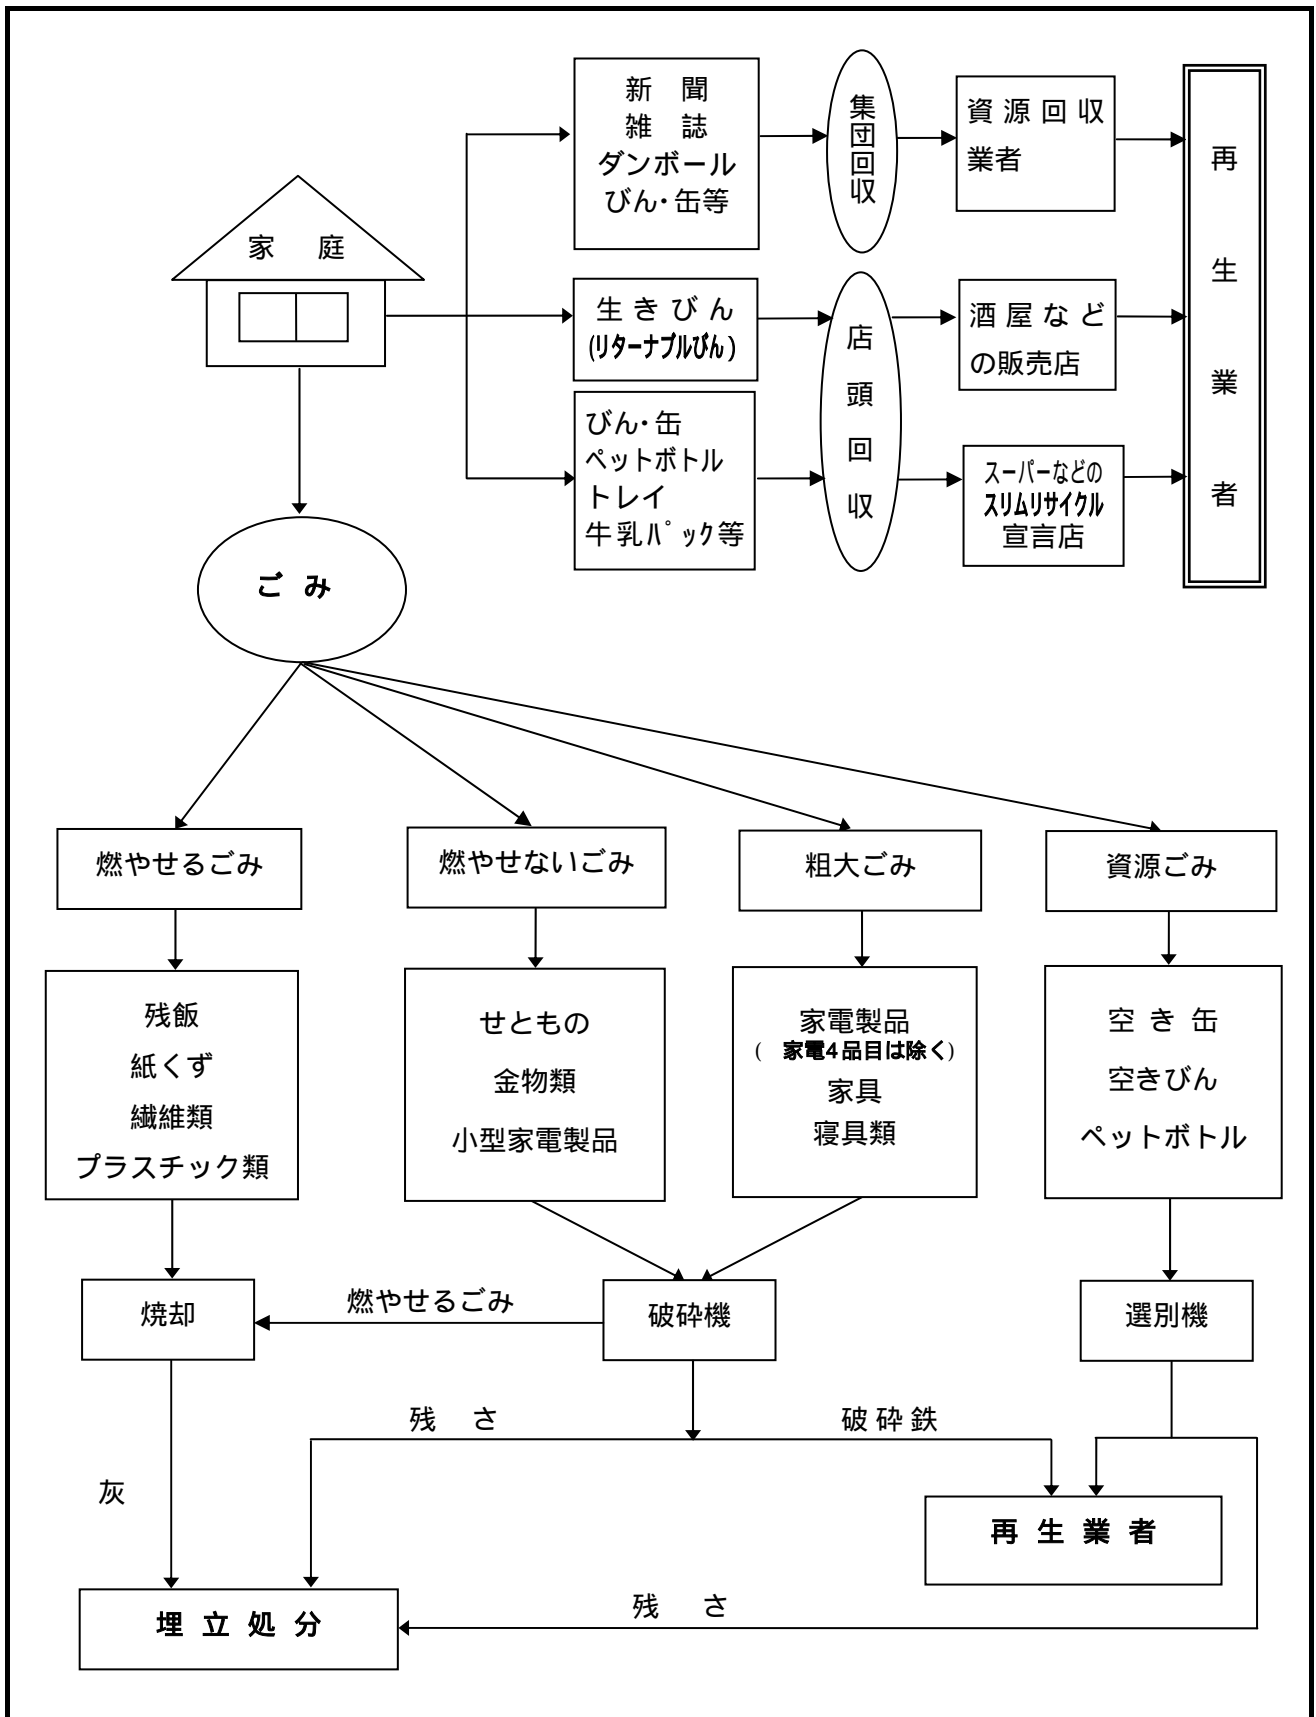 新 聞
雑 誌
ダンボール
びん・缶等
集団回収
資源回収
業者
再生業者
家 庭
生きびん
(リターナブルびん)
店頭回収
酒屋など
の販売店
びん・缶
ペットボトル
トレイ
牛乳パック等
スーパーなどの
スリムリサイクル
宣言店
ごみ
燃やせるごみ
燃やせないごみ
粗大ごみ
資源ごみ
残飯
紙くず
繊維類
プラスチック類
せともの
金物類
小型家電製品
家電製品
( 家電4品目は除く)
家具
寝具類
空き缶
空きびん
ペットボトル
焼却
燃やせるごみ
破砕機
選別機
残 さ
破砕鉄
灰
再生業者
埋立処分
残 さ